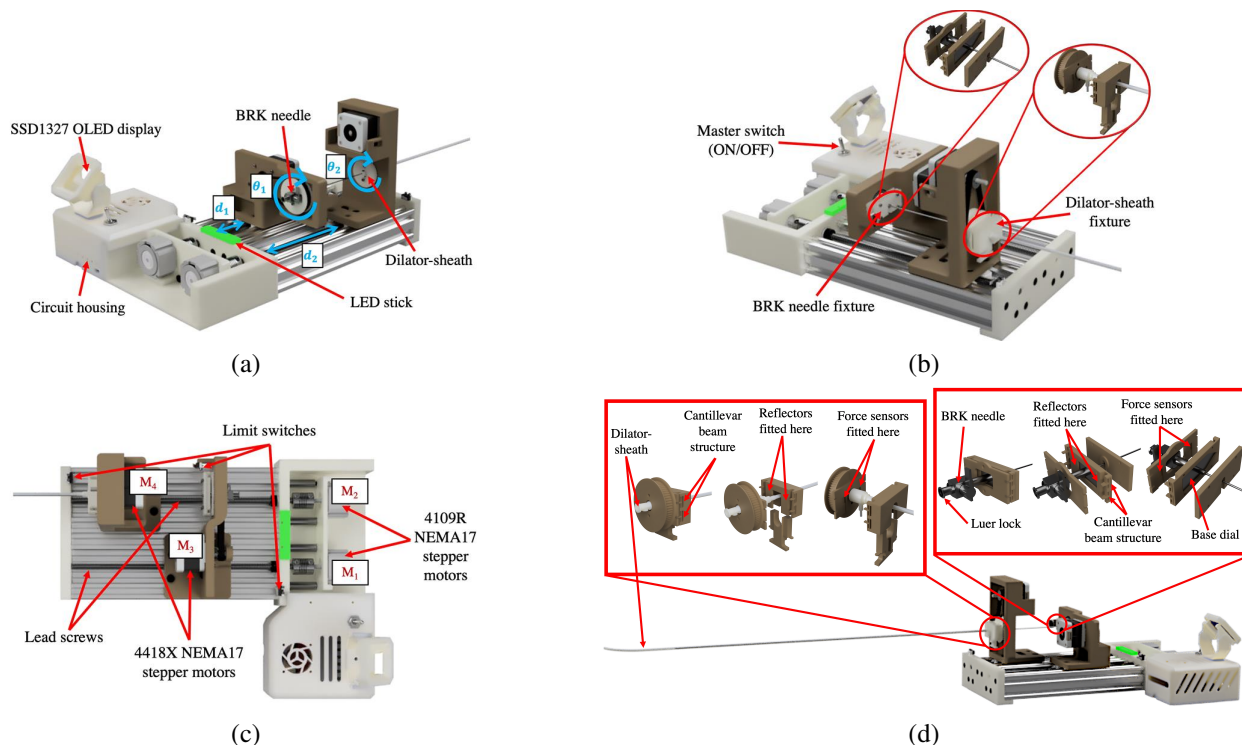 SSD1327 OLED display
BRK needle
θ₁
θ₂
d₁
d₂
Dilator-sheath
LED stick
Circuit housing
(a)
Master switch
(ON/OFF)
Dilator-sheath
fixture
BRK needle fixture
(b)
Limit switches
M₄
M₂
M₃
M₁
4109R
NEMA17
stepper
motors
Lead screws
4418X NEMA17
stepper motors
(c)
Dilator-
sheath
Cantillevar
beam
structure
Reflectors
fitted here
Force sensors
fitted here
BRK needle
Reflectors
fitted here
Force sensors
fitted here
Luer lock
Cantillevar
beam structure
Base dial
(d)